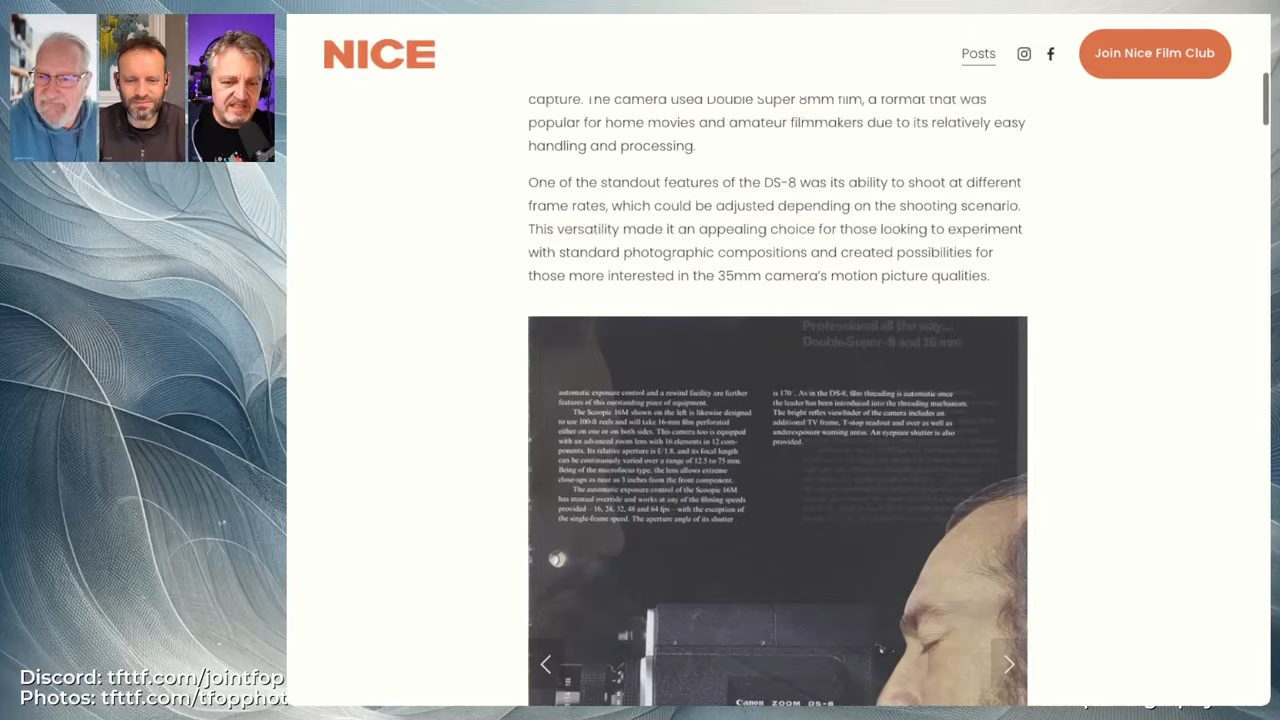 NICE
Posts
Join Nice Film Club
capture. The camera used Double Super 8mm film, a format that was
popular for home movies and amateur filmmakers due to its relatively easy
handling and processing.
One of the standout features of the DS-8 was its ability to shoot at different
frame rates, which could be adjusted depending on the shooting scenario.
This versatility made it an appealing choice for those looking to experiment
with standard photographic compositions and created possibilities for
those more interested in the 35mm camera's motion picture qualities.
Professional all the way...
Double-Super-8 and 16 mm
automatic exposure control and a rewind facility are further
features of this outstanding piece of equipment.
The Scoopic 16M shown on the left is likewise designed
to use 100-ft reels and will take 16-mm film perforated
either on one or on both sides. This camera too is equipped
with an advanced zoom lens with 16 elements in 12 com-
ponents. Its relative aperture is f/1.8, and its focal length
can be continuously varied over a range of 12.5 to 75 mm.
Being of the macrofocus type, the lens allows extreme
close-ups as near as 3 inches from the front component.
The automatic exposure control of the Scoopic 16M
has manual override and works at any of the filming speeds
provided – 16, 24, 32, 48 and 64 fps – with the exception of
the single-frame speed. The aperture angle of its shutter
is 170°. As in the DS-8, film threading is automatic once
the leader has been introduced into the threading mechanism.
The bright reflex viewfinder of the camera includes an
additional TV frame, T-stop readout and over as well as
underexposure warning areas. An eyepiece shutter is also
provided.
Canon ZOOM DS-8
Discord: tfttf.com/jointfop
Photos: tfttf.com/tfopphot